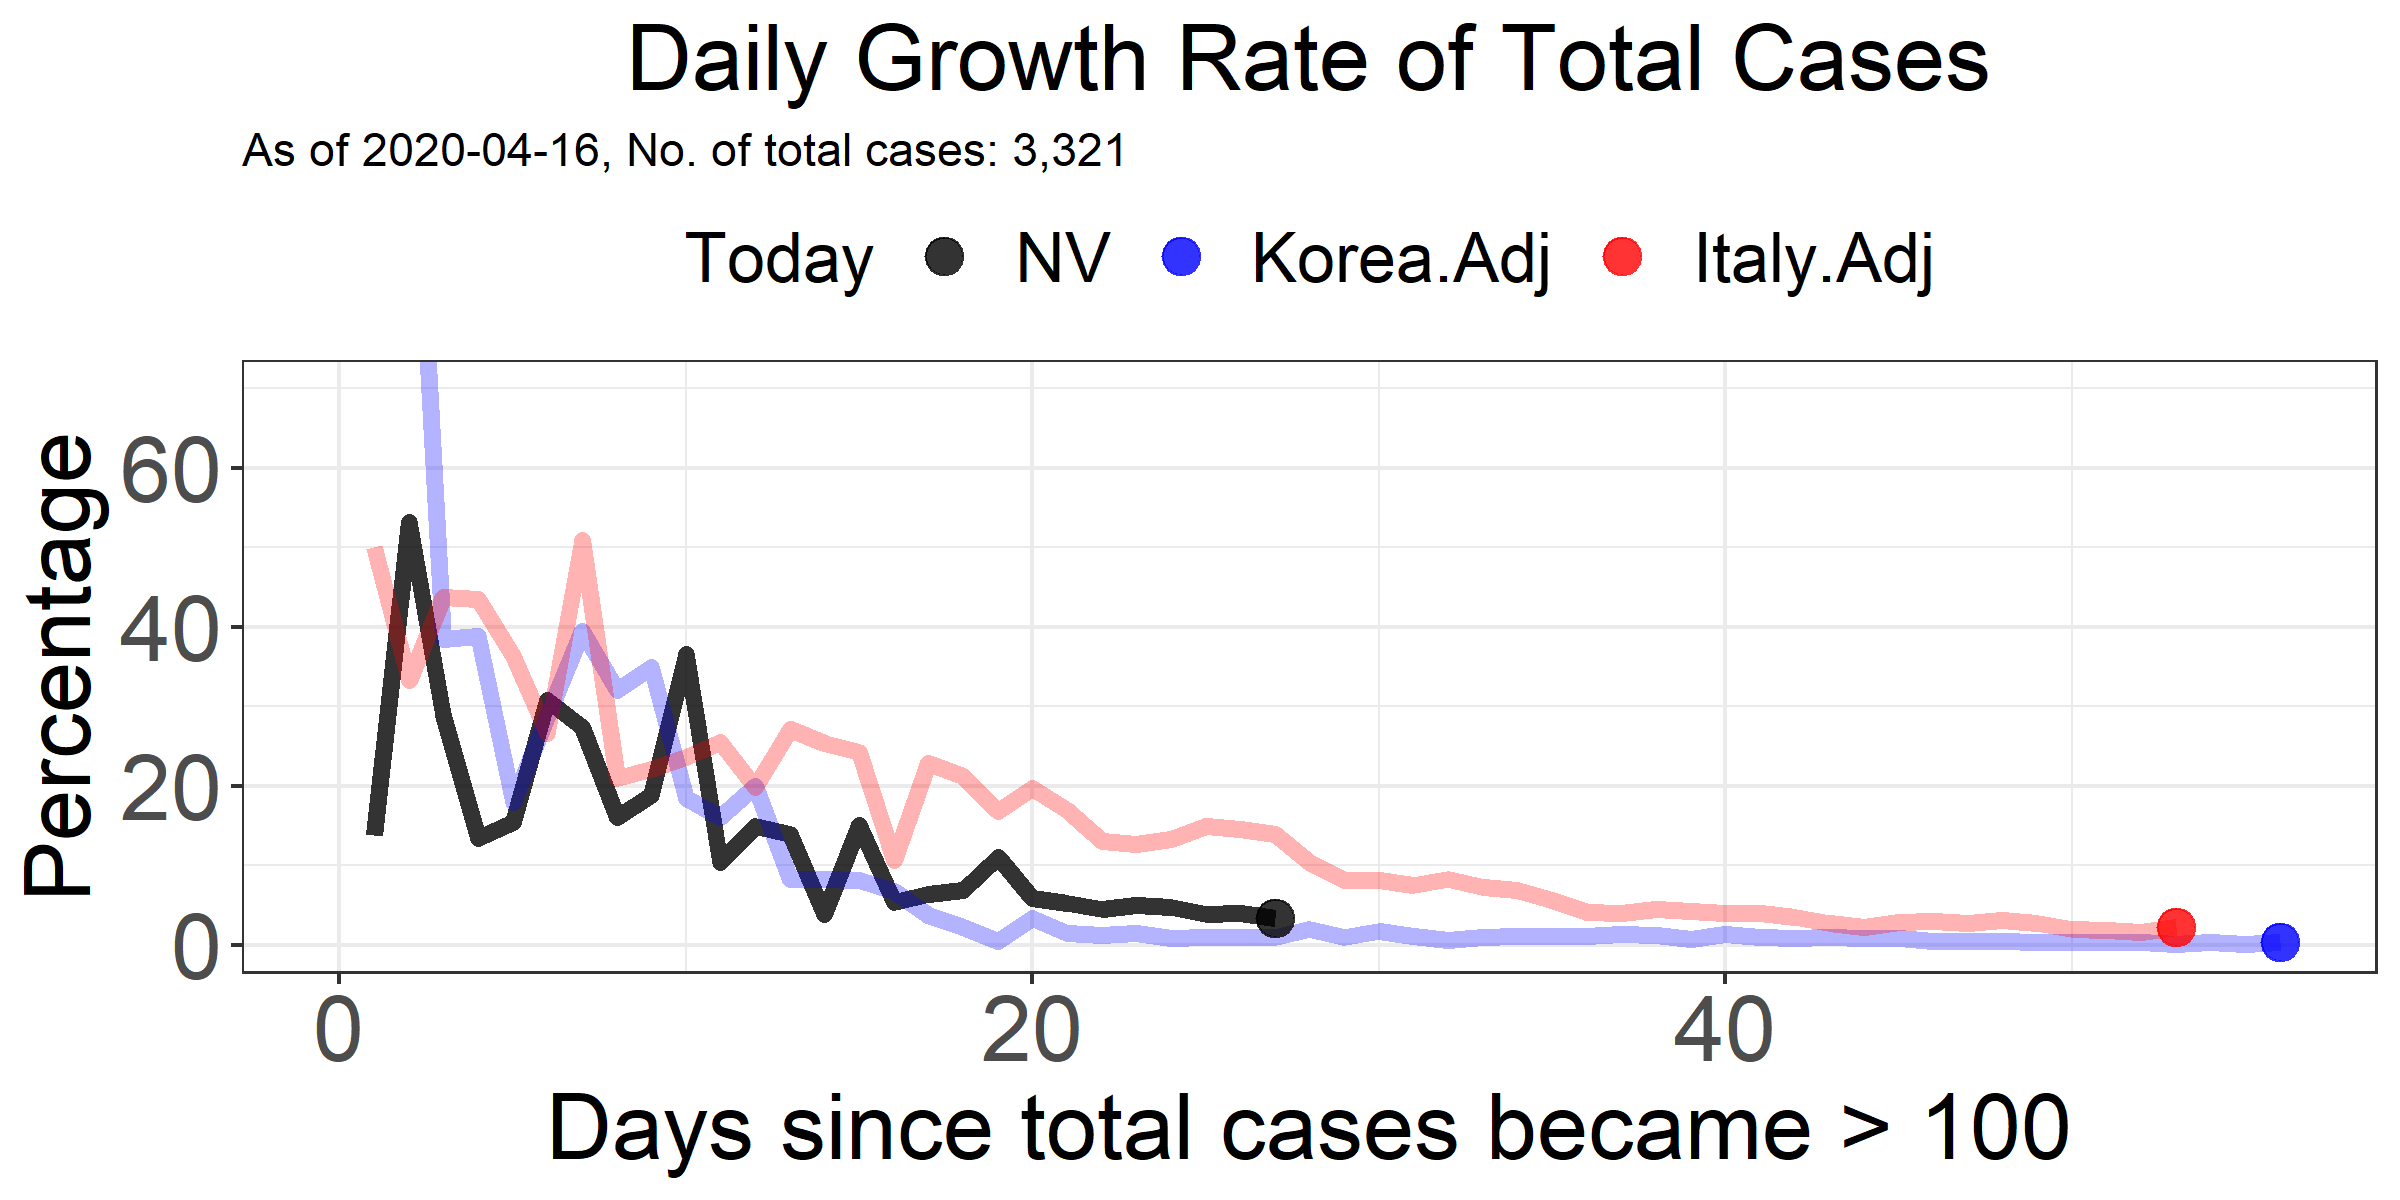 Daily Growth Rate of Total Cases
As of 2020-04-16, No. of total cases: 3,321
Today NV Korea.Adj Italy.Adj
Percentage
60
40
20
0
0 20 40
Days since total cases became > 100